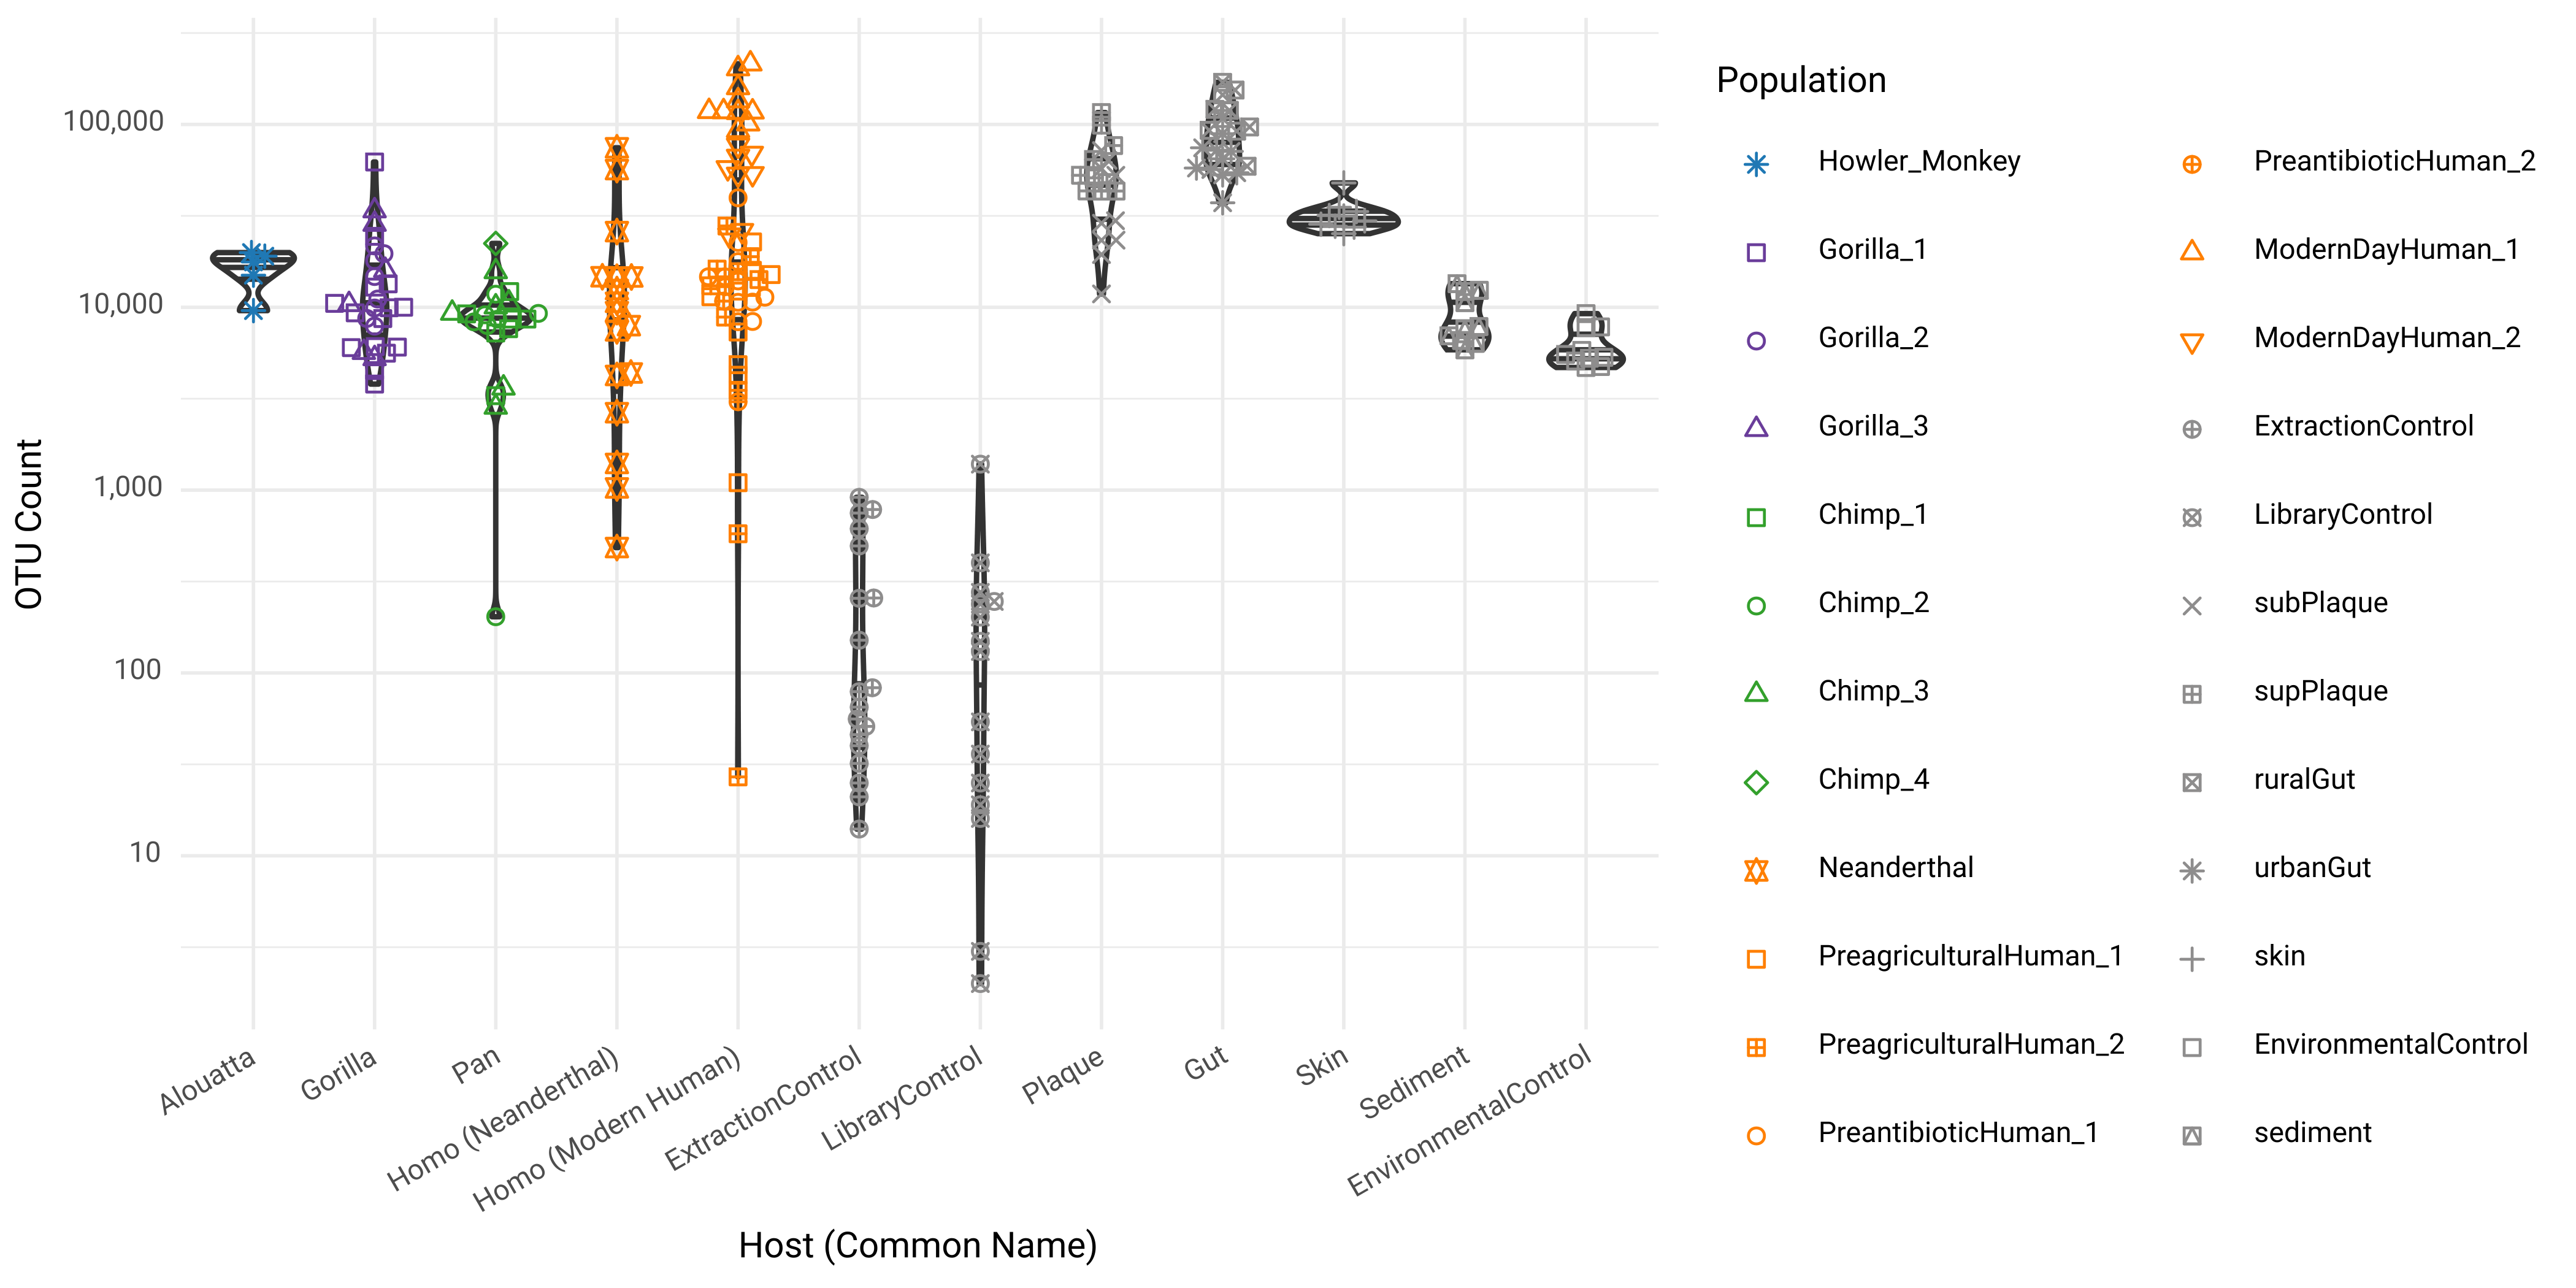 OTU Count
100,000
10,000
1,000
100
10
Alouatta
Gorilla
Pan
Homo (Neanderthal)
Homo (Modern Human)
ExtractionControl
LibraryControl
Plaque
Gut
Skin
Sediment
EnvironmentalControl
Host (Common Name)
Population
Howler_Monkey
Gorilla_1
Gorilla_2
Gorilla_3
Chimp_1
Chimp_2
Chimp_3
Chimp_4
Neanderthal
PreagriculturalHuman_1
PreagriculturalHuman_2
PreantibioticHuman_1
PreantibioticHuman_2
ModernDayHuman_1
ModernDayHuman_2
ExtractionControl
LibraryControl
subPlaque
supPlaque
ruralGut
urbanGut
skin
EnvironmentalControl
sediment